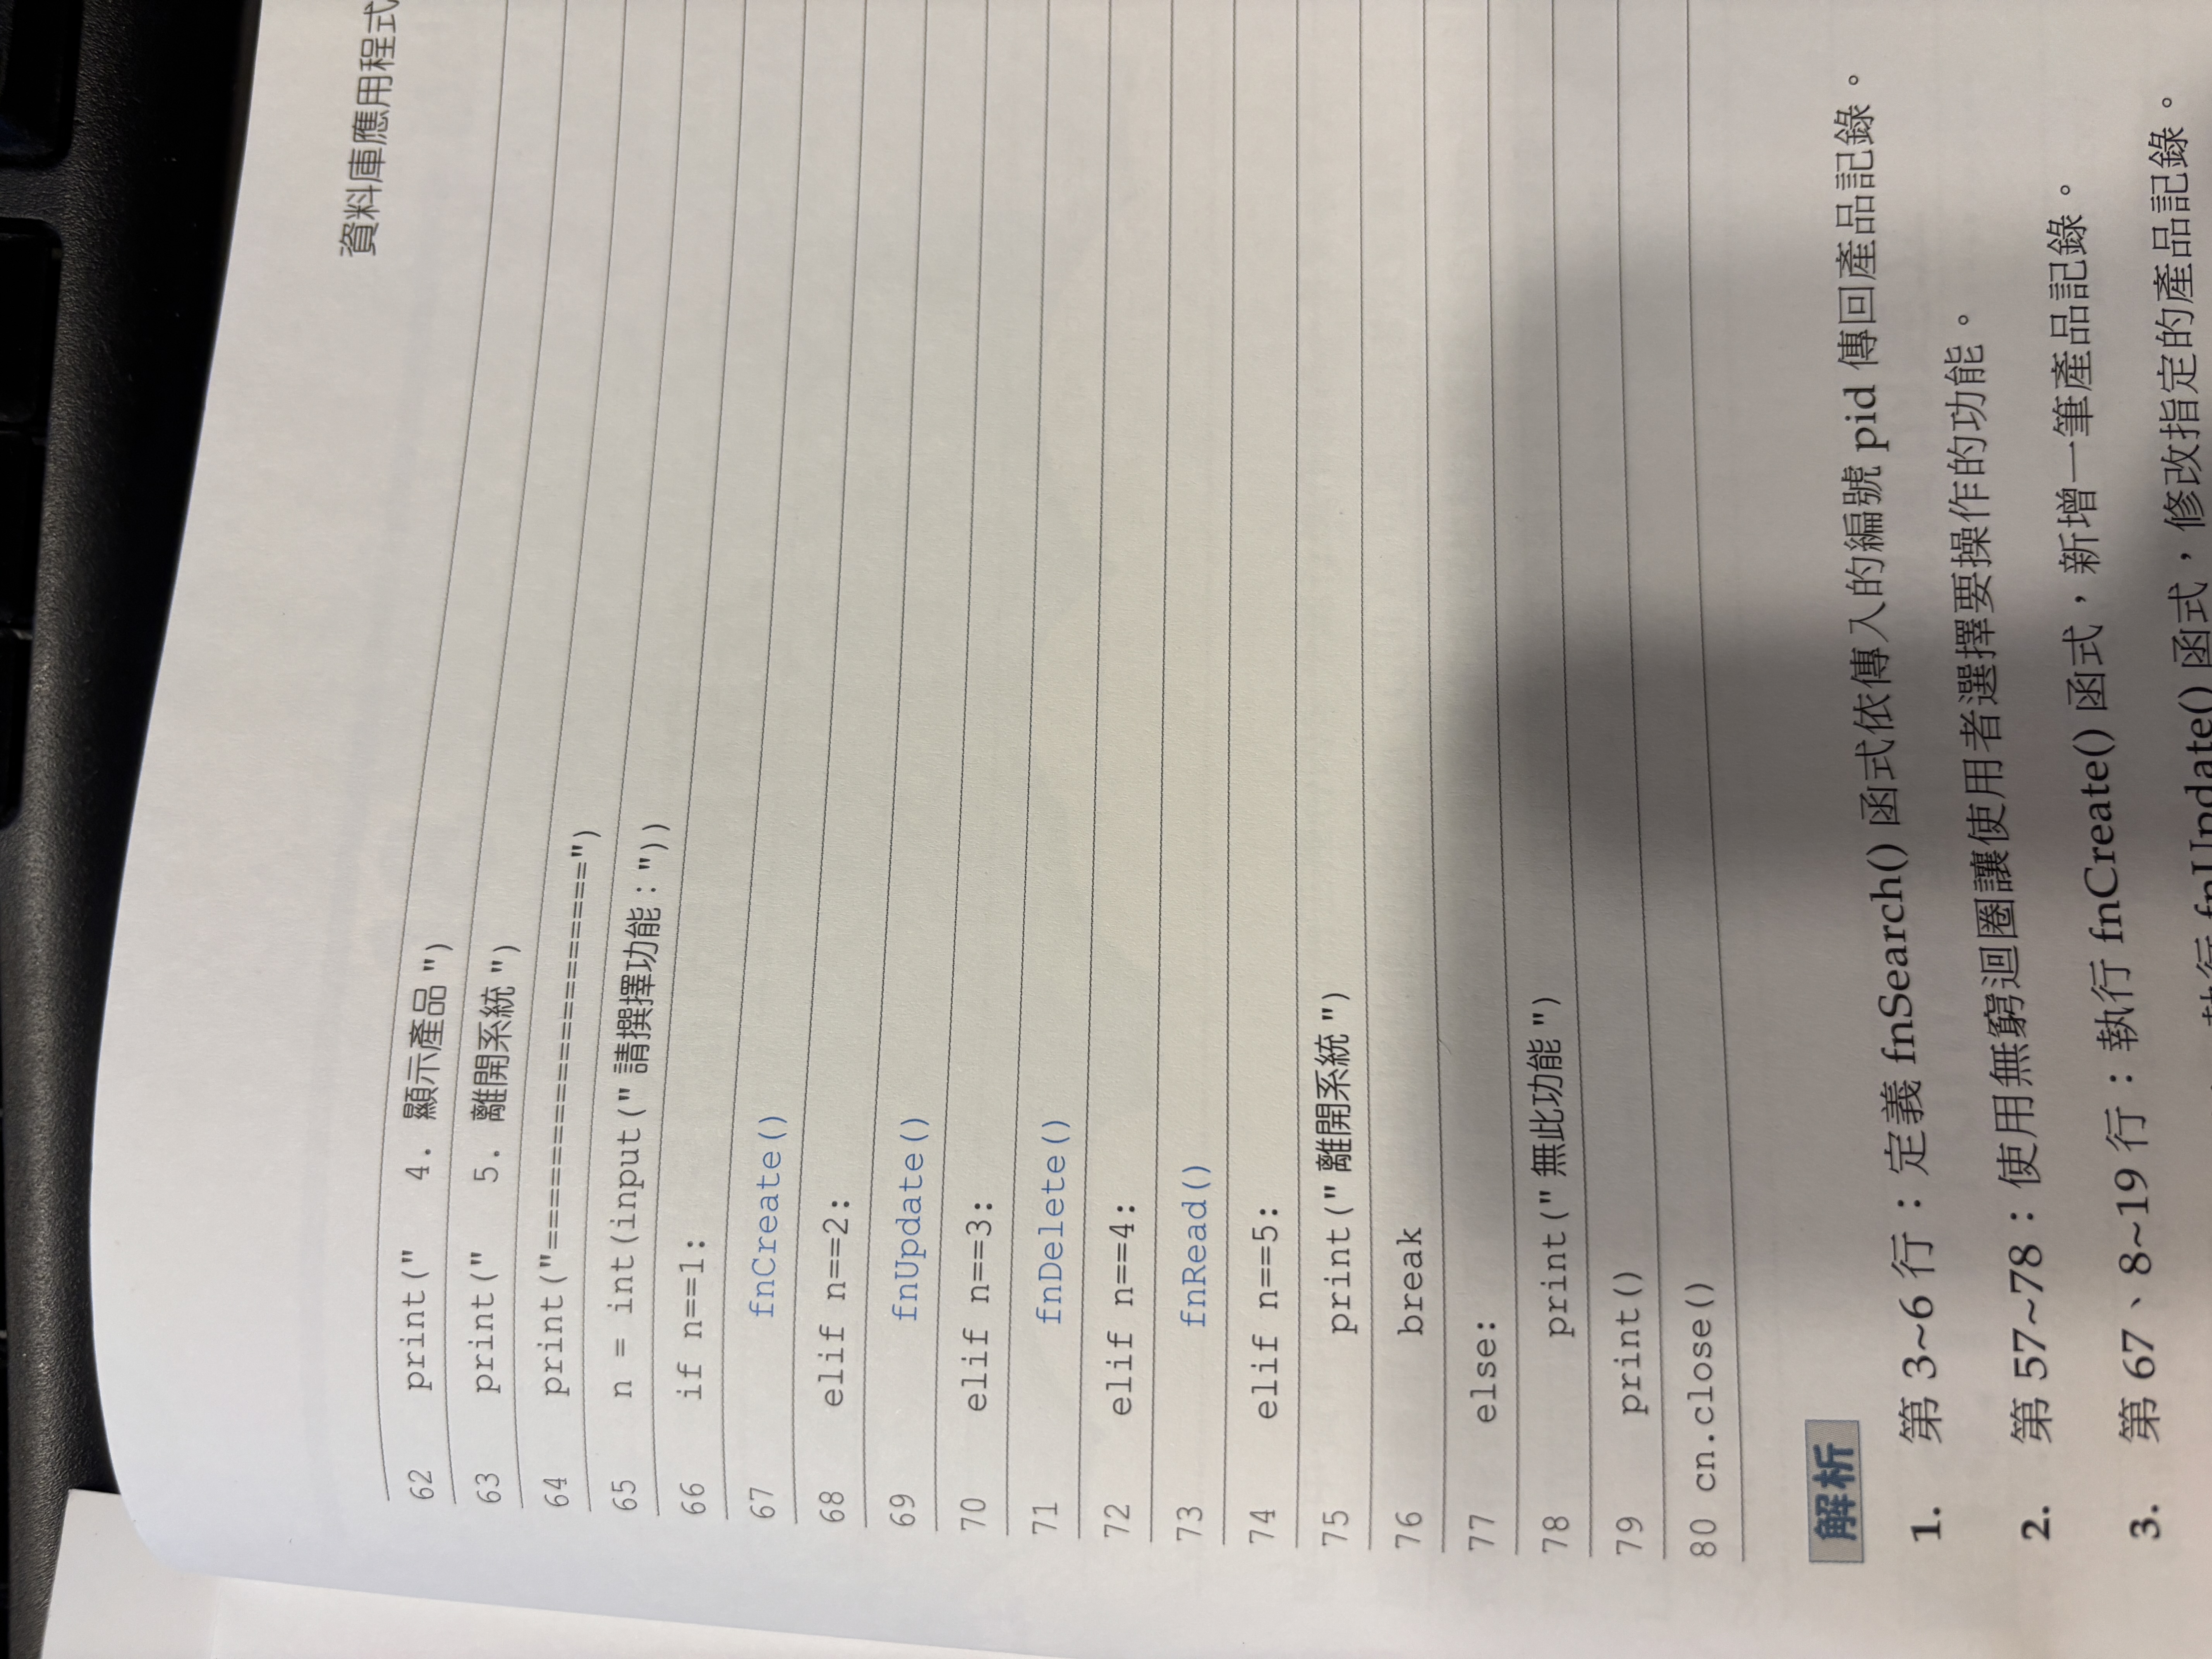 資料庫應用程式
62 print("   4. 顯示產品 ")
63 print("   5. 離開系統 ")
64 print("===================")
65 n = int(input(" 請撰擇功能："))
66 if n==1:
67     fnCreate()
68 elif n==2:
69     fnUpdate()
70 elif n==3:
71     fnDelete()
72 elif n==4:
73     fnRead()
74 elif n==5:
75     print(" 離開系統 ")
76     break
77 else:
78     print(" 無此功能 ")
79 print()
80 cn.close()
解析
1. 第 3~6 行：定義 fnSearch() 函式依傳入的編號 pid 傳回產品記錄。
2. 第 57~78：使用無窮迴圈讓使用者選擇要操作的功能。
3. 第 67、8~19 行：執行 fnCreate() 函式，新增一筆產品記錄。
執行 fnUpdate() 函式，修改指定的產品記錄。